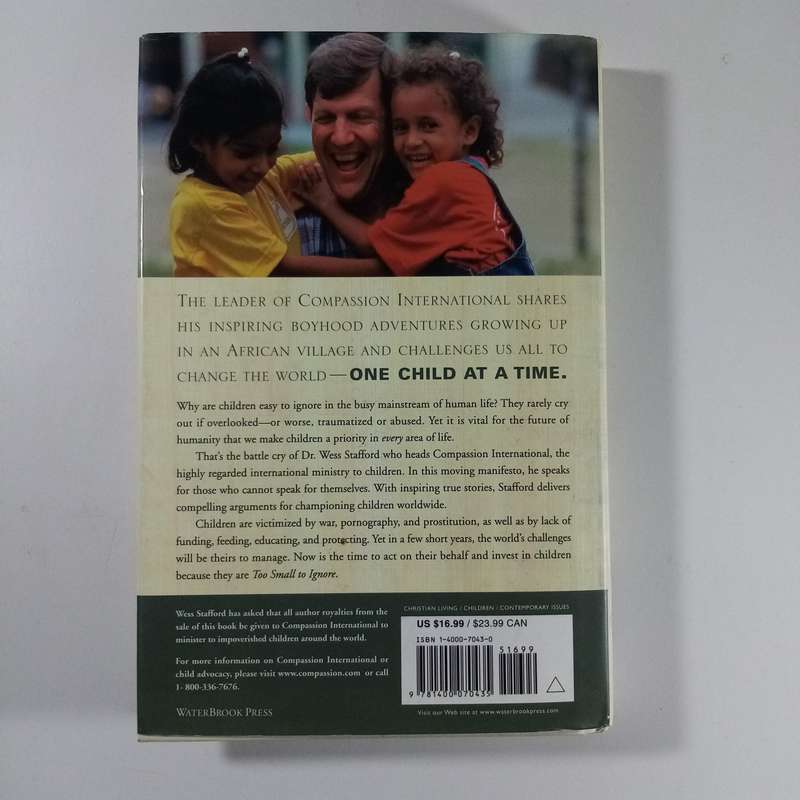 THE LEADER OF COMPASSION INTERNATIONAL SHARES
HIS INSPIRING BOYHOOD ADVENTURES GROWING UP
IN AN AFRICAN VILLAGE AND CHALLENGES US ALL TO
CHANGE THE WORLD—ONE CHILD AT A TIME.
Why are children easy to ignore in the busy mainstream of human life? They rarely cry
out if overlooked—or worse, traumatized or abused. Yet it is vital for the future of
humanity that we make children a priority in every area of life.
That's the battle cry of Dr. Wess Stafford who heads Compassion International, the
highly regarded international ministry to children. In this moving manifesto, he speaks
for those who cannot speak for themselves. With inspiring true stories, Stafford delivers
compelling arguments for championing children worldwide.
Children are victimized by war, pornography, and prostitution, as well as by lack of
funding, feeding, educating, and protecting. Yet in a few short years, the world's challenges
will be theirs to manage. Now is the time to act on their behalf and invest in children
because they are Too Small to Ignore.
Wess Stafford has asked that all author royalties from the
sale of this book be given to Compassion International to
minister to impoverished children around the world.
For more information on Compassion International or
child advocacy, please visit www.compassion.com or call
1-800-336-7676.
WATERBROOK PRESS
CHRISTIAN LIVING / CHILDREN / CONTEMPORARY ISSUES
US $16.99 / $23.99 CAN
ISBN 1-4000-7043-0
51699
9 781400 070435
Visit our Web site at www.waterbrookpress.com